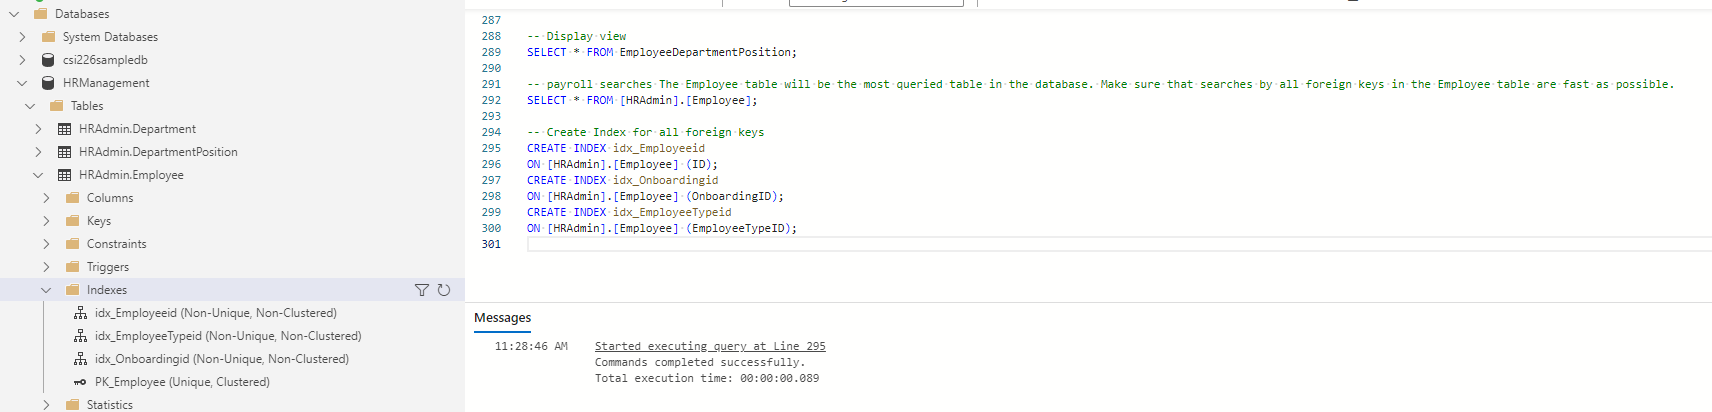 Databases
System Databases
csi226sampledb
HRManagement
Tables
HRAdmin.Department
HRAdmin.DepartmentPosition
HRAdmin.Employee
Columns
Keys
Constraints
Triggers
Indexes
idx_Employeeid (Non-Unique, Non-Clustered)
idx_EmployeeTypeid (Non-Unique, Non-Clustered)
idx_Onboardingid (Non-Unique, Non-Clustered)
PK_Employee (Unique, Clustered)
Statistics
287
288 -- Display view
289 SELECT * FROM EmployeeDepartmentPosition;
290
291 -- payroll searches The Employee table will be the most queried table in the database. Make sure that searches by all foreign keys in the Employee table are fast as possible.
292 SELECT * FROM [HRAdmin].[Employee];
293
294 -- Create Index for all foreign keys
295 CREATE INDEX idx_Employeeid
296 ON [HRAdmin].[Employee] (ID);
297 CREATE INDEX idx_Onboardingid
298 ON [HRAdmin].[Employee] (OnboardingID);
299 CREATE INDEX idx_EmployeeTypeid
300 ON [HRAdmin].[Employee] (EmployeeTypeID);
301
Messages
11:28:46 AM Started executing query at Line 295
Commands completed successfully.
Total execution time: 00:00:00.089